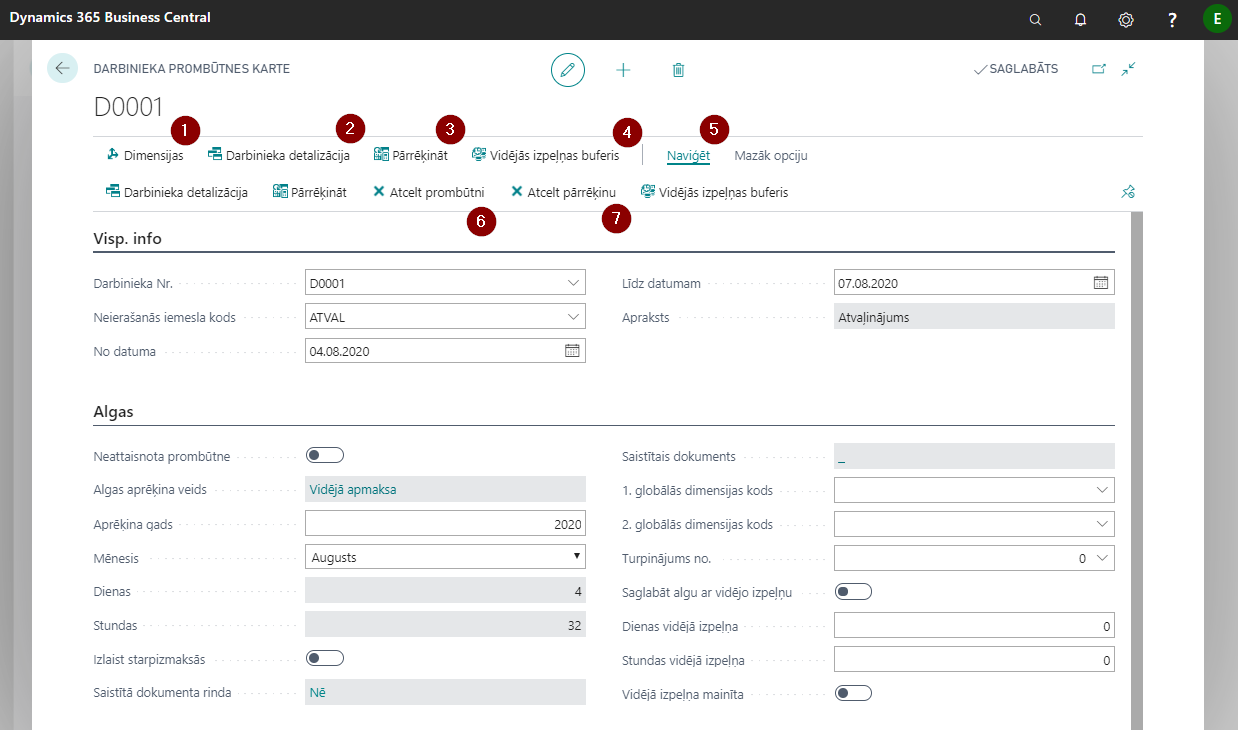 Dynamics 365 Business Central
?
E
DARBINIEKA PROMBŪTNES KARTE
SAGLABĀTS
D0001
1 2 3 4 5
Dimensijas Darbinieka detalizācija Pārrēķināt Vidējās izpeļņas buferis Naviģēt Mazāk opciju
Darbinieka detalizācija Pārrēķināt Atcelt prombūtni Atcelt pārrēķinu Vidējās izpeļņas buferis
6 7
Visp. info
Darbinieka Nr. D0001 Līdz datumam 07.08.2020
Neierašanās iemesla kods ATVAL Apraksts Atvaļinājums
No datuma 04.08.2020
Algas
Neattaisnota prombūtne Saistītais dokuments _
Algas aprēķina veids Vidējā apmaksa 1. globālās dimensijas kods
Aprēķina gads 2020 2. globālās dimensijas kods
Mēnesis Augusts Turpinājums no. 0
Dienas 4 Saglabāt algu ar vidējo izpeļņu
Stundas 32 Dienas vidējā izpeļņa 0
Izlaist starpizmaksās Stundas vidējā izpeļņa 0
Saistītā dokumenta rinda Nē Vidējā izpeļņa mainīta